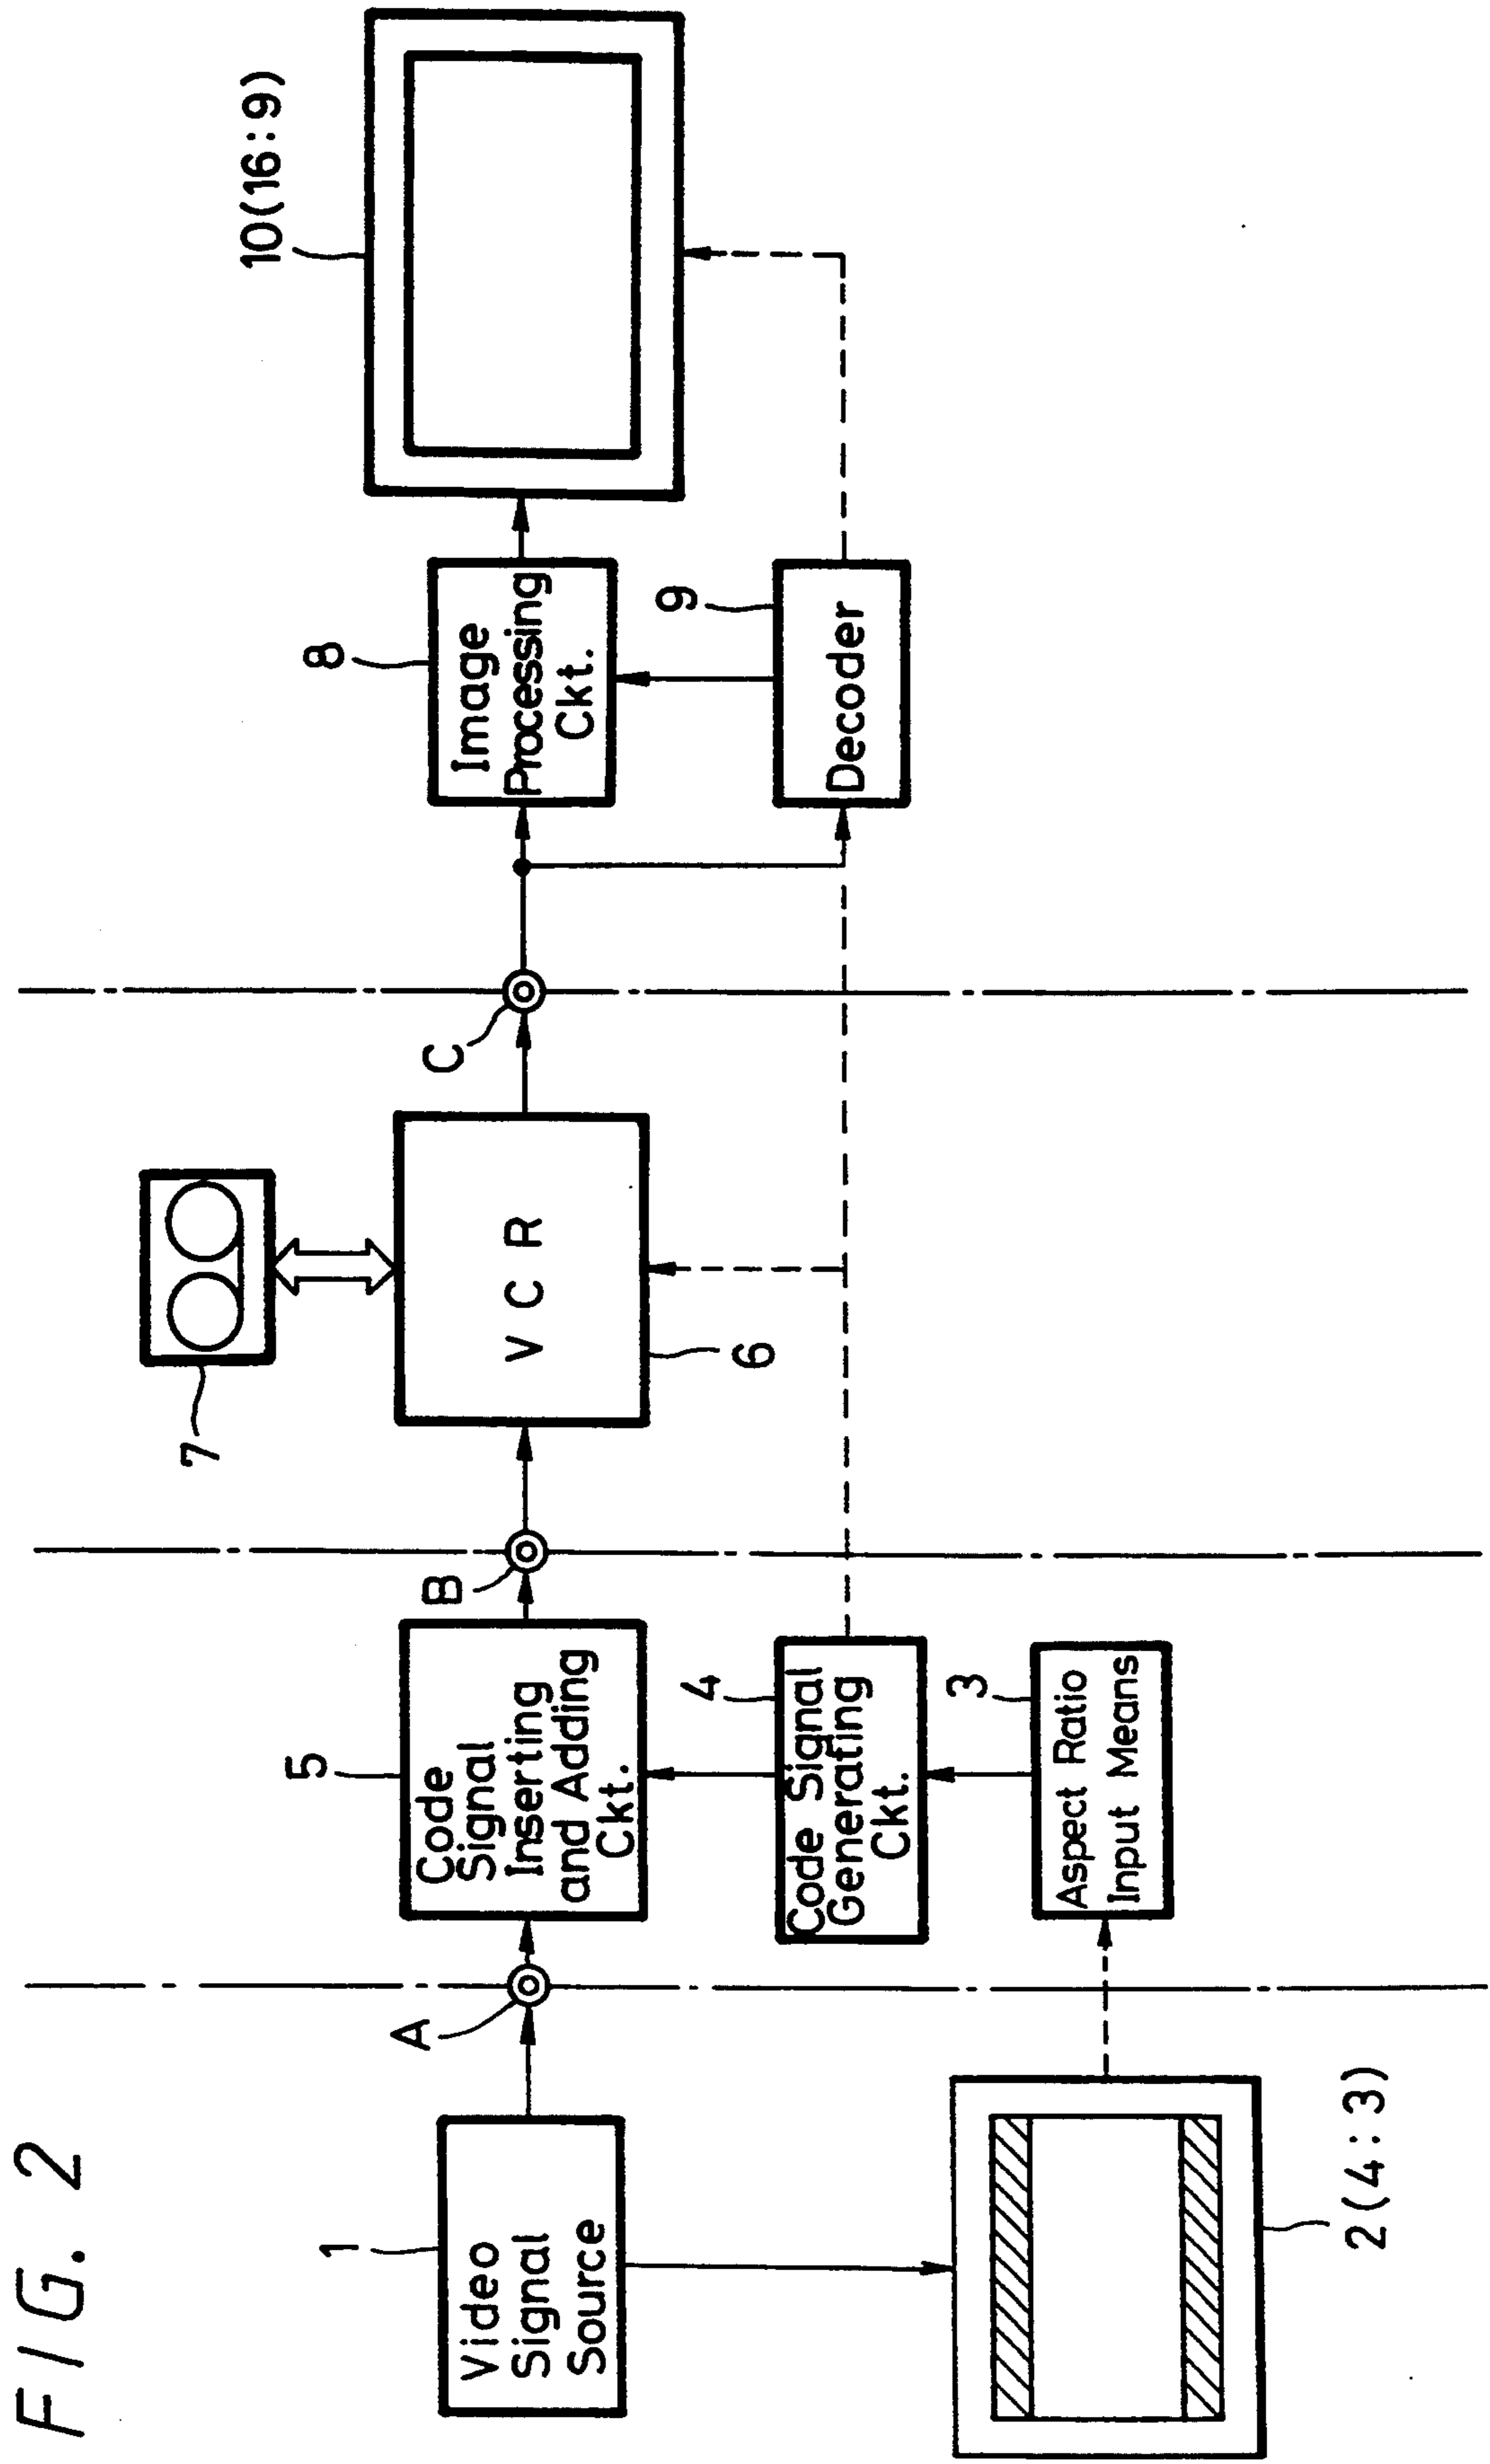 FIG. 2
1
Video
Signal
Source
2(4:3)
A
5
Code
Signal
Inserting
and Adding
Ckt.
4
Code Signal
Generating
Ckt.
3
Aspect Ratio
Input Means
B
7
V C R
6
C
8
Image
Processing
Ckt.
9
Decoder
10(16:9)